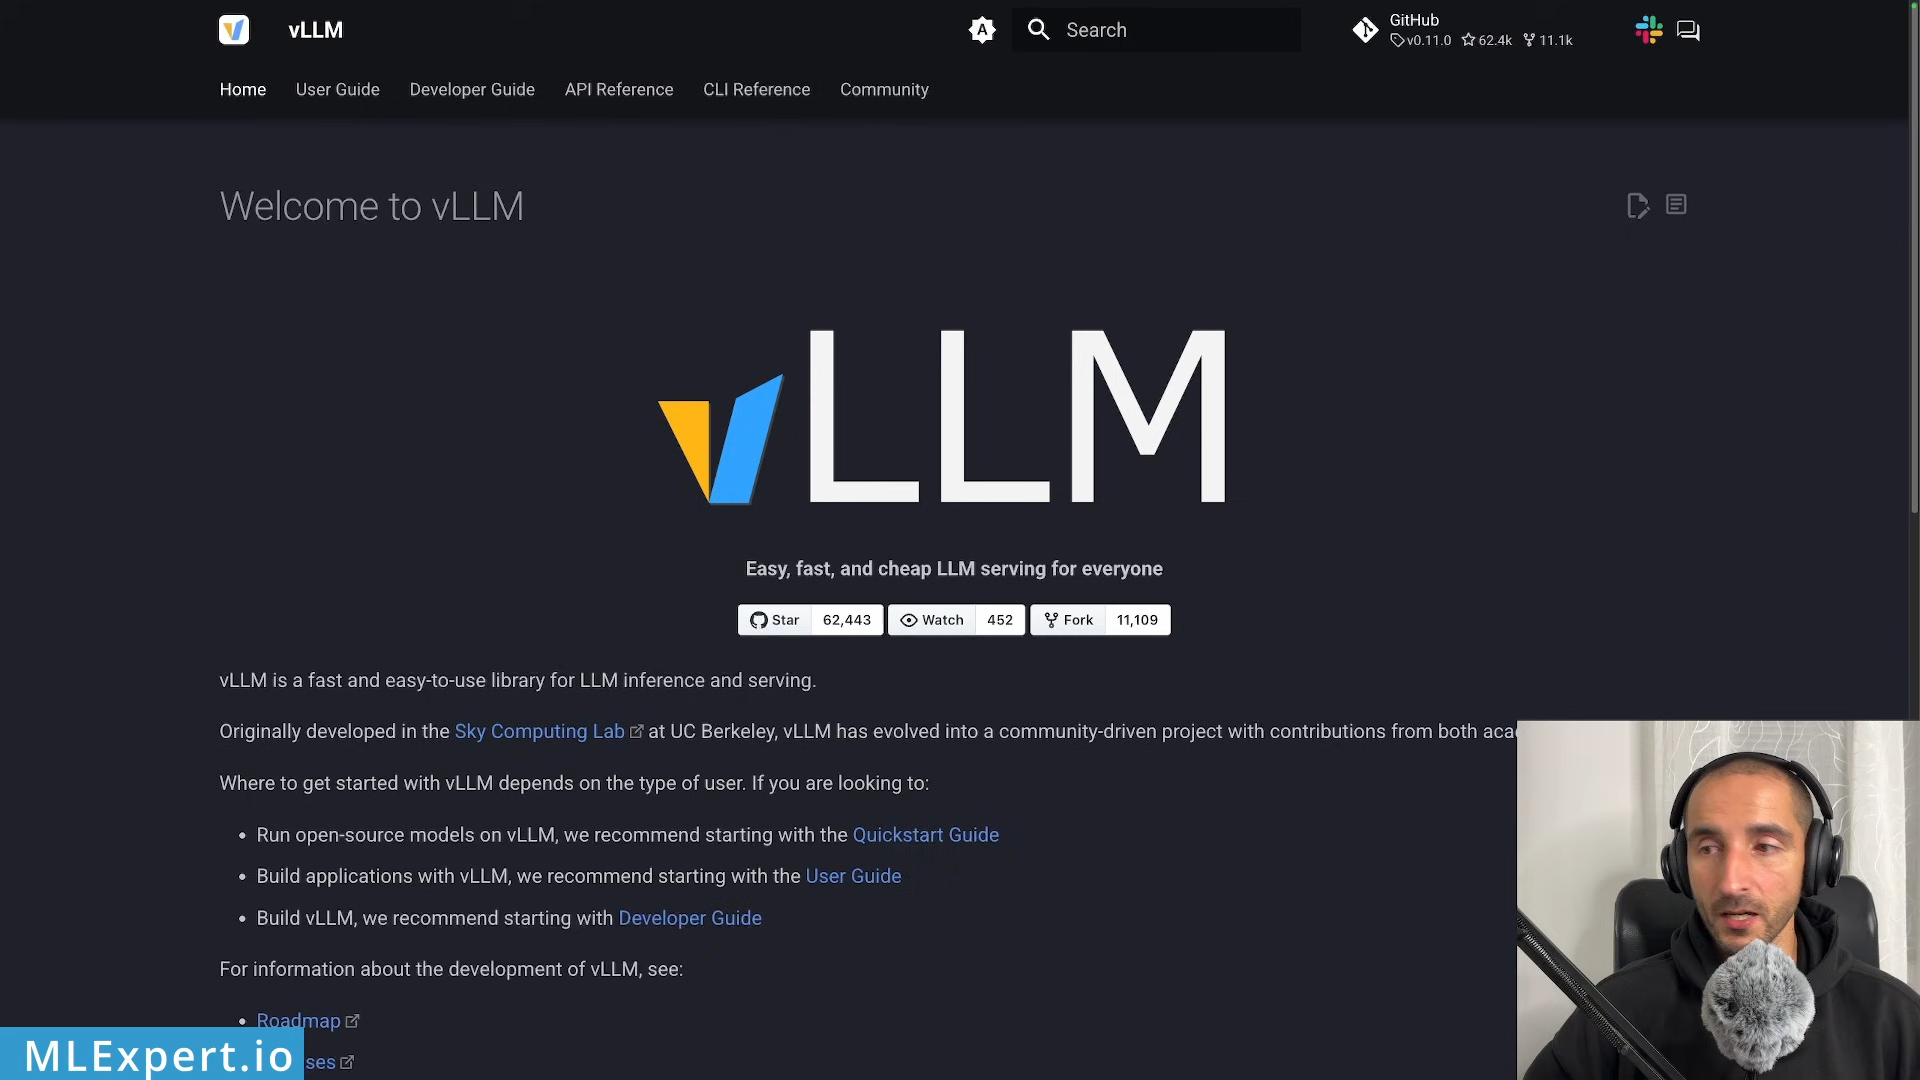 vLLM
Search
GitHub
v0.11.0 62.4k 11.1k
Home User Guide Developer Guide API Reference CLI Reference Community
Welcome to vLLM
vLLM
Easy, fast, and cheap LLM serving for everyone
Star 62,443 Watch 452 Fork 11,109
vLLM is a fast and easy-to-use library for LLM inference and serving.
Originally developed in the Sky Computing Lab at UC Berkeley, vLLM has evolved into a community-driven project with contributions from both
Where to get started with vLLM depends on the type of user. If you are looking to:
• Run open-source models on vLLM, we recommend starting with the Quickstart Guide
• Build applications with vLLM, we recommend starting with the User Guide
• Build vLLM, we recommend starting with Developer Guide
For information about the development of vLLM, see:
• Roadmap
MLExpert.io